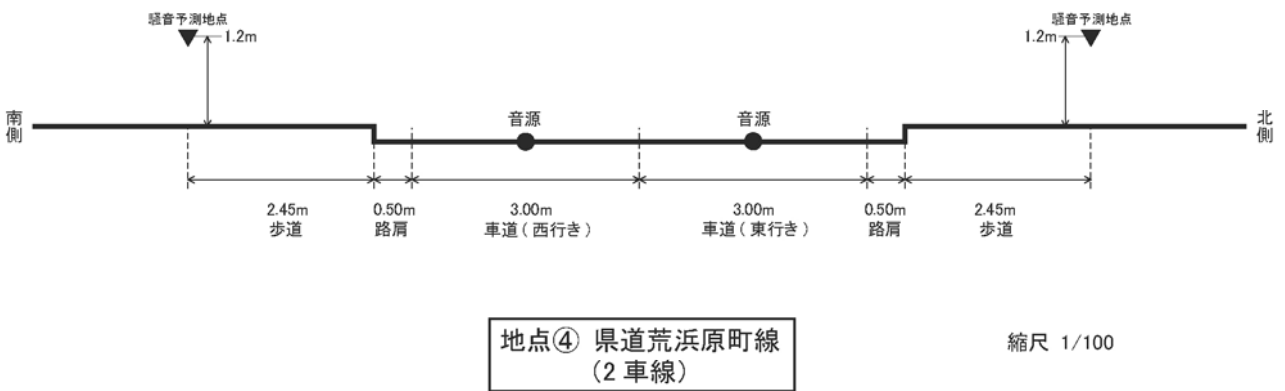 騒音予測地点
騒音予測地点
1.2m
1.2m
南側
音源
音源
北側
2.45m
歩道
0.50m
路肩
3.00m
車道(西行き)
3.00m
車道(東行き)
0.50m
路肩
2.45m
歩道
地点④ 県道荒浜原町線
(2車線)
縮尺 1/100